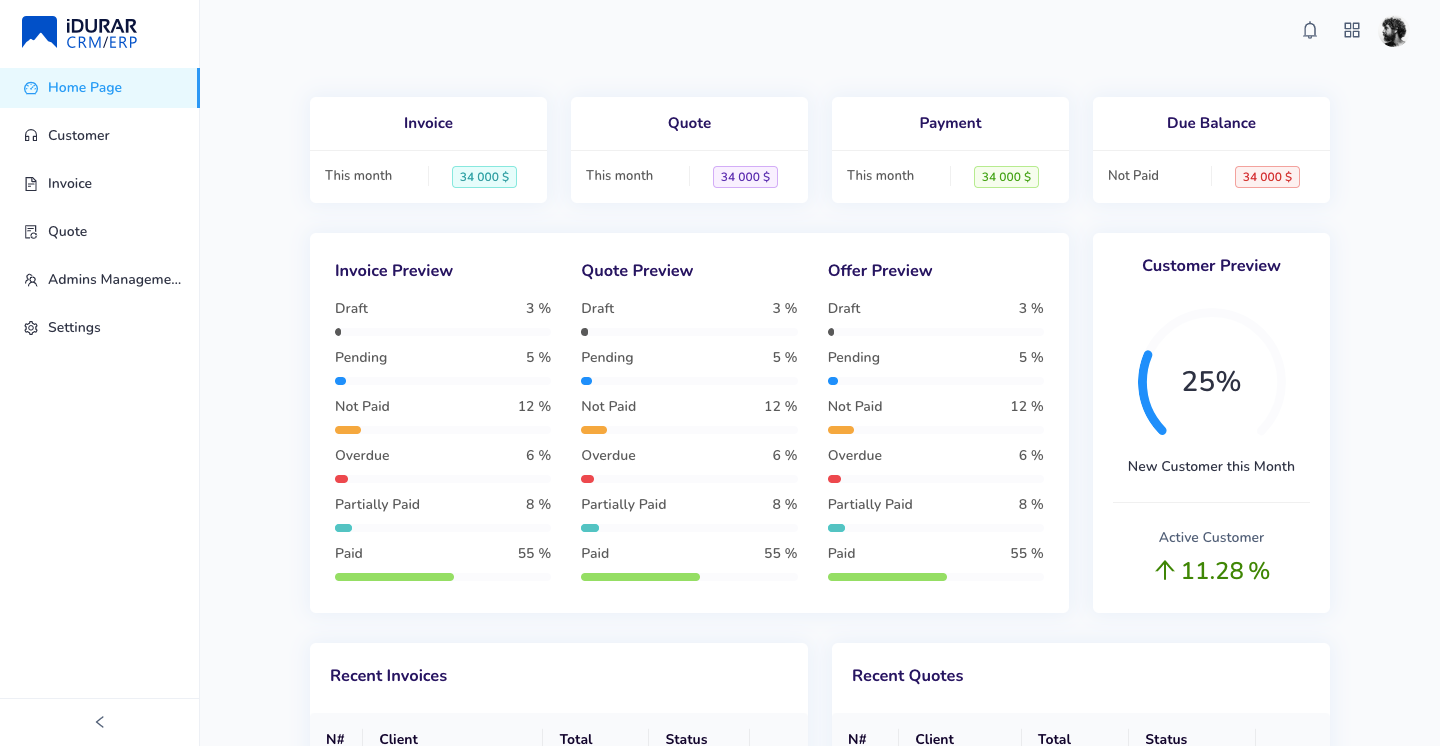 iDURAR
CRM/ERP
Home Page
Customer
Invoice
Quote
Admins Manageme...
Settings
Invoice
This month
34 000 $
Quote
This month
34 000 $
Payment
This month
34 000 $
Due Balance
Not Paid
34 000 $
Invoice Preview
Draft 3 %
Pending 5 %
Not Paid 12 %
Overdue 6 %
Partially Paid 8 %
Paid 55 %
Quote Preview
Draft 3 %
Pending 5 %
Not Paid 12 %
Overdue 6 %
Partially Paid 8 %
Paid 55 %
Offer Preview
Draft 3 %
Pending 5 %
Not Paid 12 %
Overdue 6 %
Partially Paid 8 %
Paid 55 %
Customer Preview
25%
New Customer this Month
Active Customer
11.28 %
Recent Invoices
N# Client Total Status
Recent Quotes
N# Client Total Status